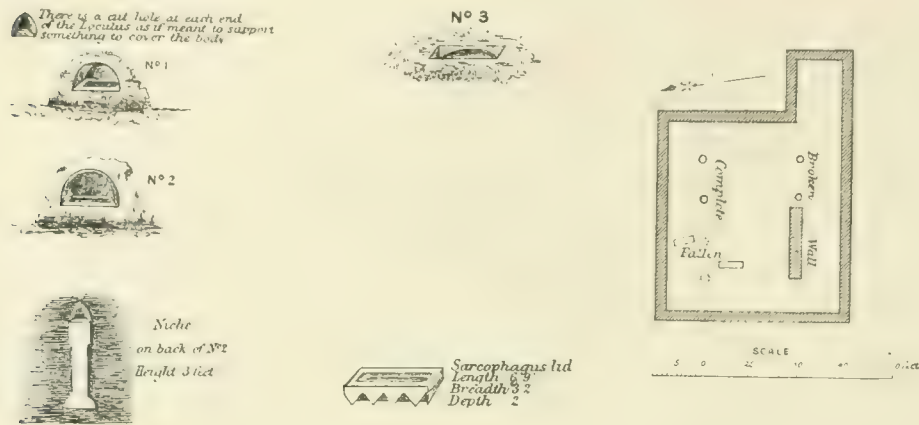 There is a cut hole at each end
of the Loculus as if meant to support
something to cover the body
Nº 1
Nº 2
Niche
on back of Nº2
Height 3 feet
Nº 3
Sarcophagus lid
Length 6 9
Breadth 3 2
Depth 2
Complete
Broken
Fallen
Wall
SCALE
5 0